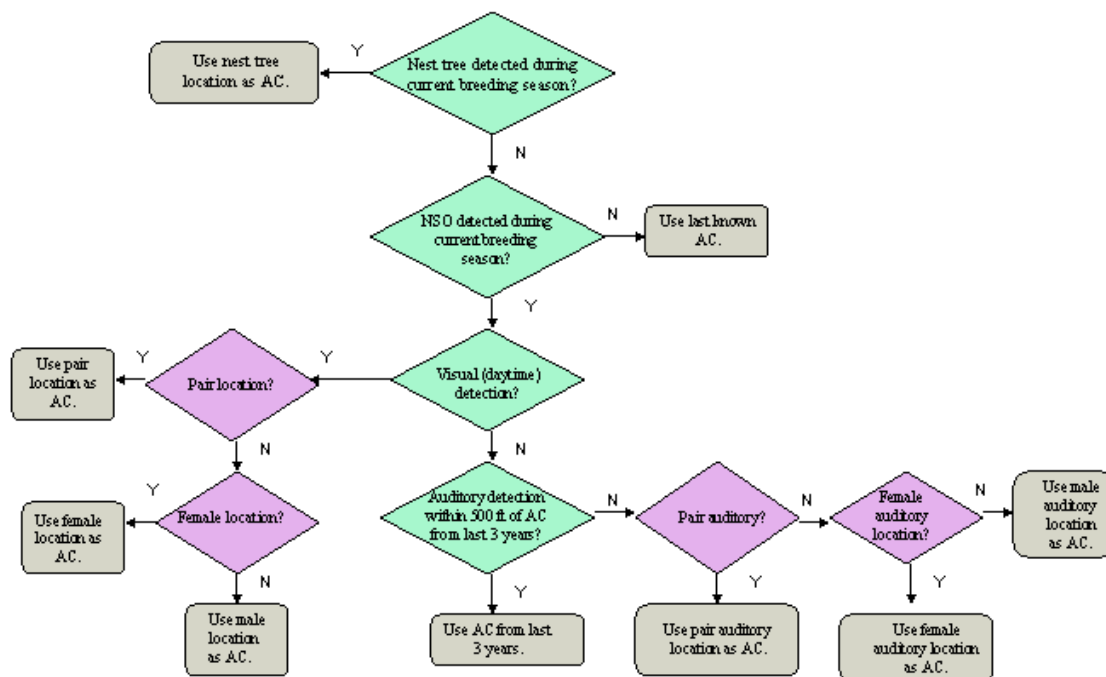 Y
Use nest tree
location as AC.
Nest tree detected during
current breeding season?
N
NSO detected during
current breeding
season?
N
Use last known
AC.
Y
Use pair
location as
AC.
Y
Pair location?
Y
Visual (daytime)
detection?
N
N
Y
Use female
location as
AC.
Female location?
Auditory detection
within 500 ft of AC
from last 3 years?
N
Pair auditory?
N
Female
auditory
location?
N
Use male
auditory
location
as AC.
N
Y
Y
Y
Use male
location
as AC.
Use AC from last
3 years.
Use pair auditory
location as AC.
Use female
auditory location
as AC.